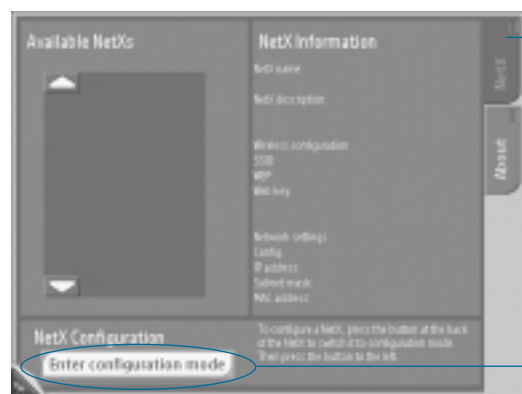 Available NetXs
NetX Information
NetX name
NetX description
Wireless configuration
SSID
WEP
WEP key
Network settings
Config
IP address
Subnet mask
MAC address
NetX
About
NetX Configuration
Enter configuration mode
To configure a NetX, press the button at the back
of the NetX to switch it to configuration mode.
Then press the button to the left.